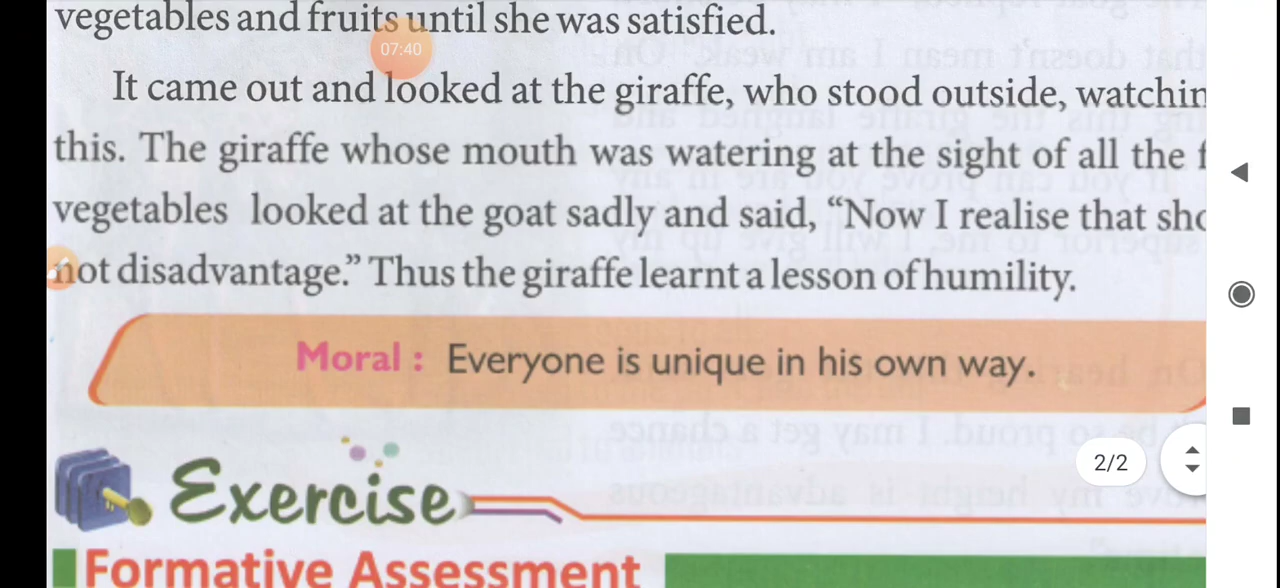 vegetables and fruits until she was satisfied.
07:40
It came out and looked at the giraffe, who stood outside, watchin
this. The giraffe whose mouth was watering at the sight of all the f
vegetables looked at the goat sadly and said, “Now I realise that sho
not disadvantage.” Thus the giraffe learnt a lesson of humility.
Moral : Everyone is unique in his own way.
2/2
Exercise
Formative Assessment